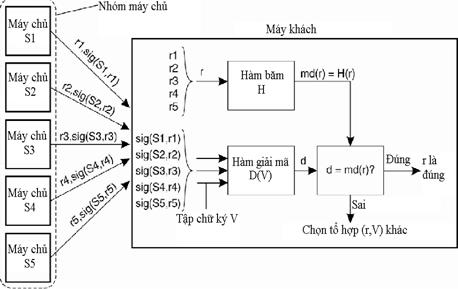 Nhóm máy chủ
Máy chủ
S1
Máy chủ
S2
Máy chủ
S3
Máy chủ
S4
Máy chủ
S5
r1,sig(S1,r1)
r2,sig(S2,r2)
r3.sig(S3,r3)
r4,sig(S4,r4)
r5,sig(S5,r5)
Máy khách
r1
r2
r3
r4
r5
r
Hàm băm
H
md(r) = H(r)
sig(S1,r1)
sig(S2,r2)
sig(S3,r3)
sig(S4,r4)
sig(S5,r5)
Tập chữ ký V
Hàm giải mã
D(V)
d
d = md(r)?
Đúng
r là
đúng
Sai
Chọn tổ hợp (r,V) khác